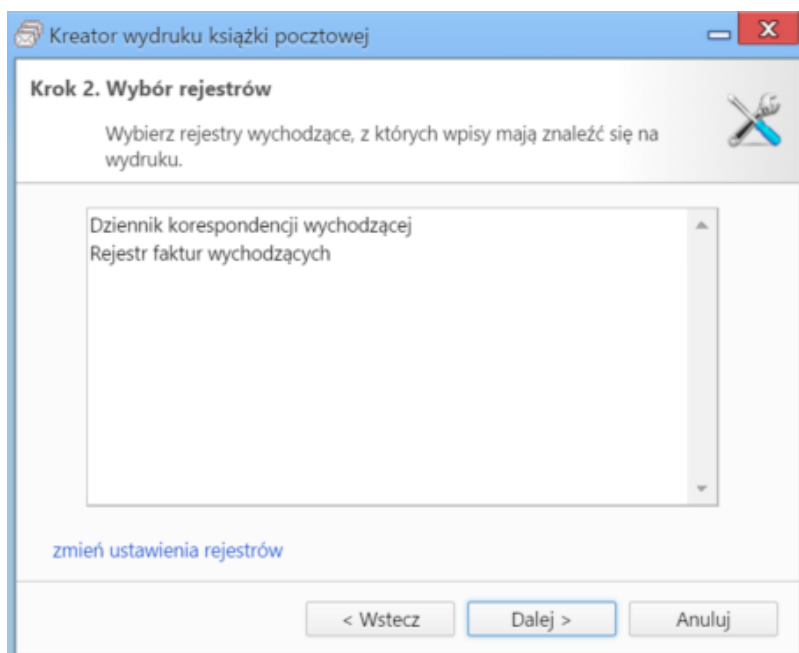 Kreator wydruku książki pocztowej
Krok 2. Wybór rejestrów
Wybierz rejestry wychodzące, z których wpisy mają znaleźć się na
wydruku.
Dziennik korespondencji wychodzącej
Rejestr faktur wychodzących
zmień ustawienia rejestrów
< Wstecz
Dalej >
Anuluj